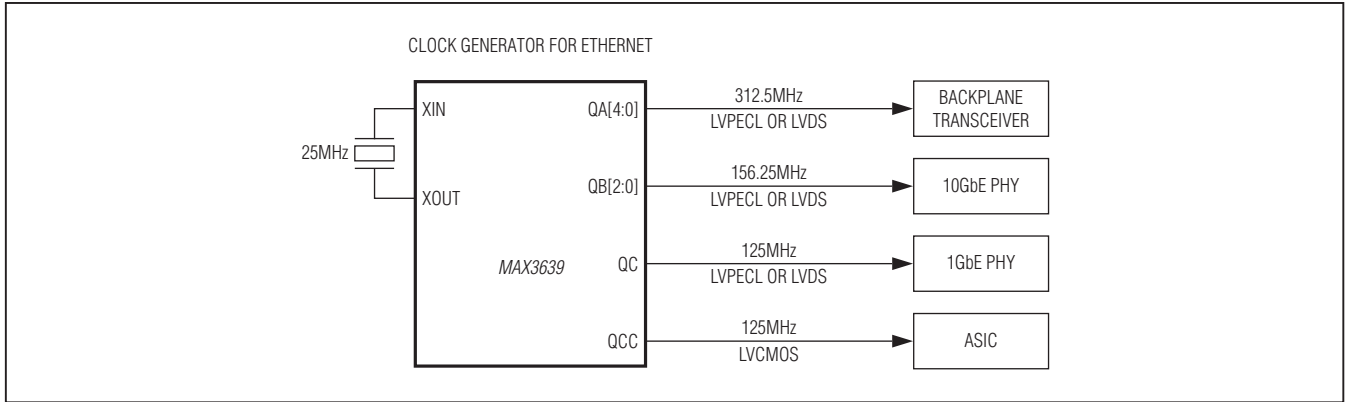 CLOCK GENERATOR FOR ETHERNET
XIN
XOUT
25MHz
MAX3639
QA[4:0]
312.5MHz
LVPECL OR LVDS
BACKPLANE
TRANSCEIVER
QB[2:0]
156.25MHz
LVPECL OR LVDS
10GbE PHY
QC
125MHz
LVPECL OR LVDS
1GbE PHY
QCC
125MHz
LVCMOS
ASIC